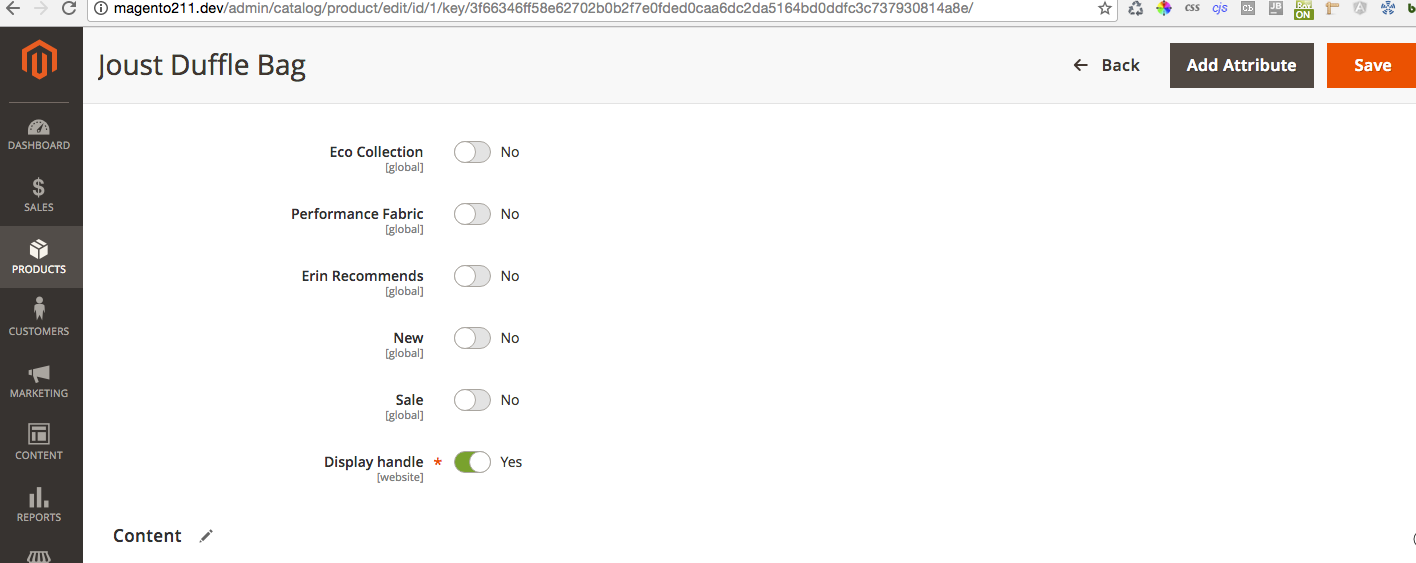 magento211.dev/admin/catalog/product/edit/id/1/key/3f66346ff58e62702b0b2f7e0fded0caa6dc2da5164bd0ddfc3c737930814a8e/
css cjs Cb JB Box ON
Joust Duffle Bag
Back Add Attribute Save
DASHBOARD
SALES
PRODUCTS
CUSTOMERS
MARKETING
CONTENT
REPORTS
Eco Collection No
[global]
Performance Fabric No
[global]
Erin Recommends No
[global]
New No
[global]
Sale No
[global]
Display handle * Yes
[website]
Content